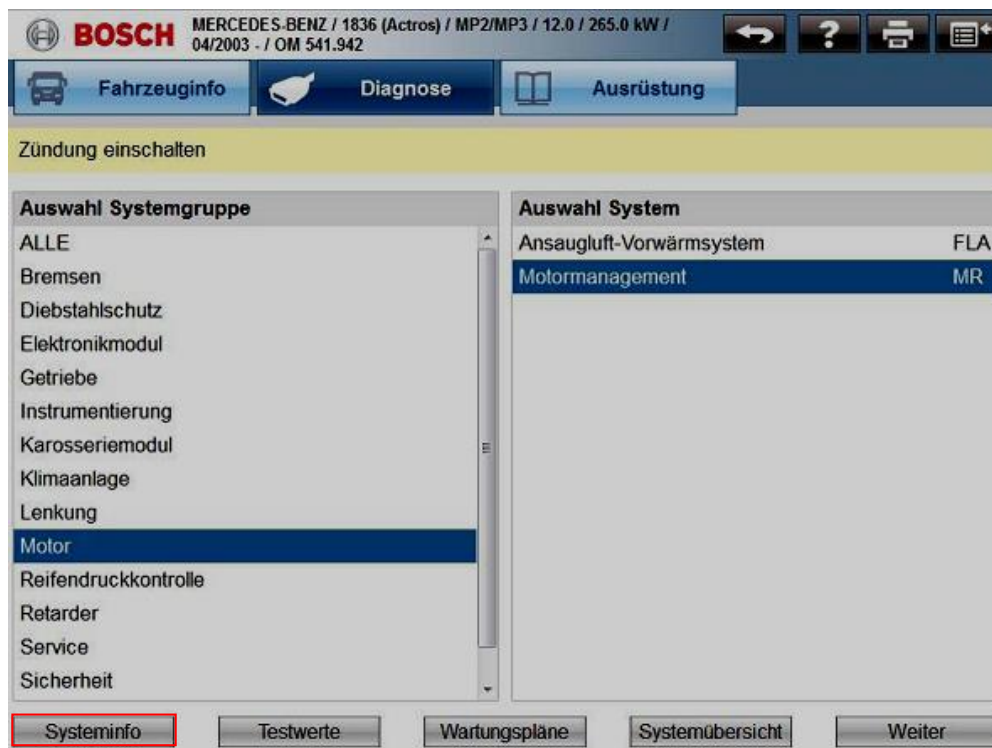 BOSCH
MERCEDES-BENZ / 1836 (Actros) / MP2/MP3 / 12.0 / 265.0 kW /
04/2003 - / OM 541.942
?
Fahrzeuginfo
Diagnose
Ausrüstung
Zündung einschalten
Auswahl Systemgruppe
ALLE
Bremsen
Diebstahlschutz
Elektronikmodul
Getriebe
Instrumentierung
Karosseriemodul
Klimaanlage
Lenkung
Motor
Reifendruckkontrolle
Retarder
Service
Sicherheit
Auswahl System
Ansaugluft-Vorwärmsystem FLA
Motormanagement MR
Systeminfo
Testwerte
Wartungspläne
Systemübersicht
Weiter